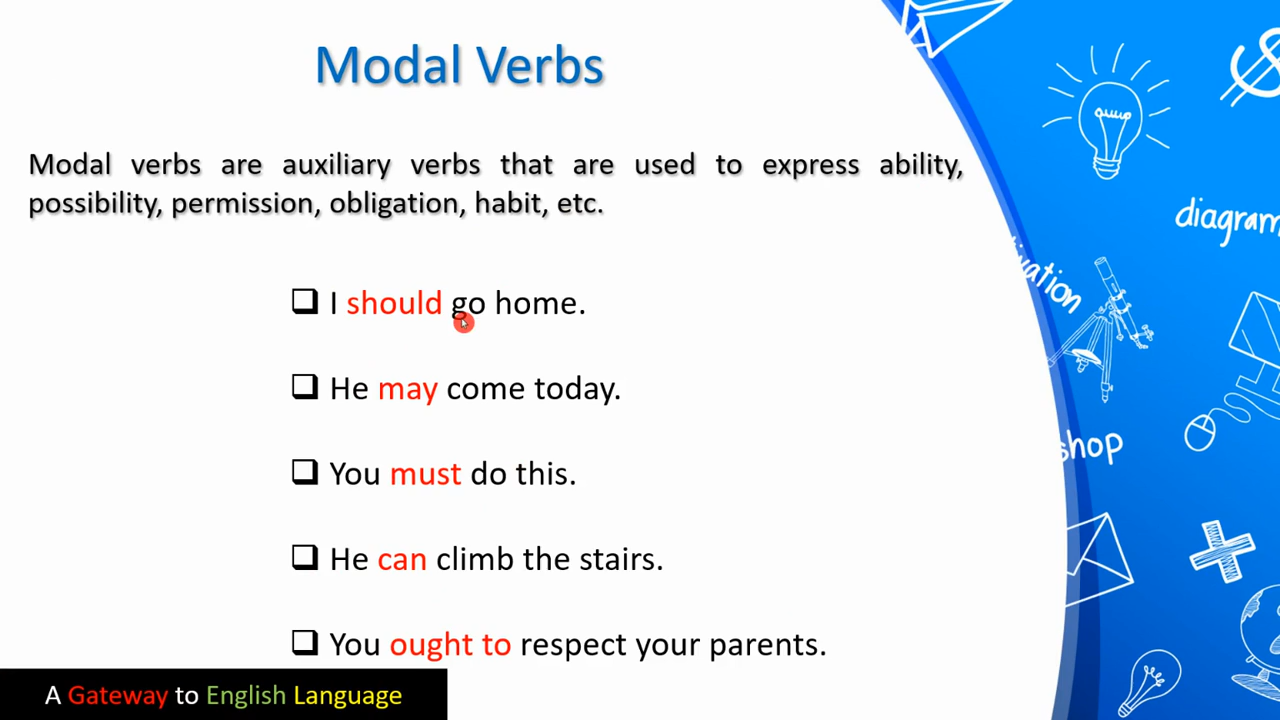 Modal Verbs
Modal verbs are auxiliary verbs that are used to express ability,
possibility, permission, obligation, habit, etc.
I should go home.
He may come today.
You must do this.
He can climb the stairs.
You ought to respect your parents.
A Gateway to English Language
diagram
vation
shop